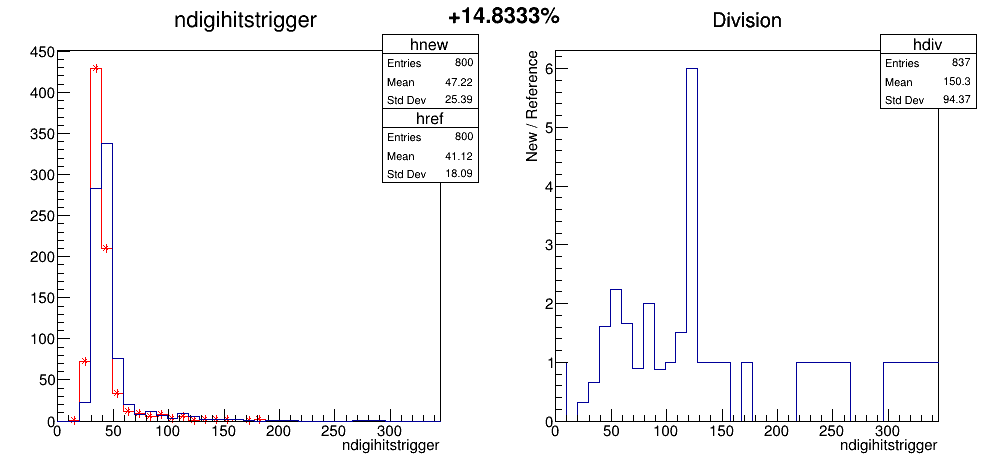 +14.8333%
ndigihitstrigger
hnew
Entries 800
Mean 47.22
Std Dev 25.39
href
Entries 800
Mean 41.12
Std Dev 18.09
450
400
350
300
250
200
150
100
50
0
0 50 100 150 200 250 300
ndigihitstrigger
Division
hdiv
Entries 837
Mean 150.3
Std Dev 94.37
New / Reference
6
5
4
3
2
1
0
0 50 100 150 200 250 300
ndigihitstrigger